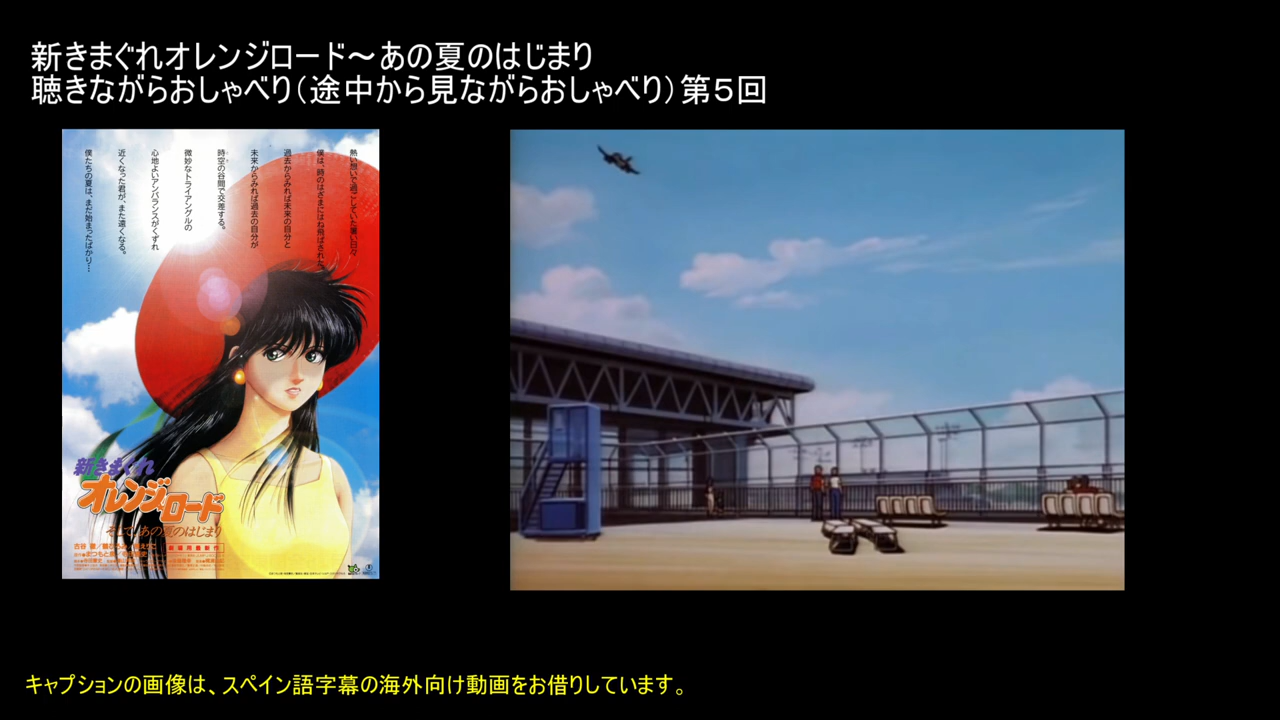 新きまぐれオレンジロード～あの夏のはじまり
聴きながらおしゃべり（途中から見ながらおしゃべり）第５回
熱い想いで過ごしていた暑い日々
僕は、時のはざまにはね飛ばされた。
過去からみれば未来の自分と
未来からみれば過去の自分が
時空の谷間で交差する。
微妙なトライアングルの
心地よいアンバランスがくずれ
近くなった君が、また遠くなる。
僕たちの夏は、まだ始まったばかり…
新きまぐれ
オレンジロード
そして、あの夏のはじまり
キャプションの画像は、スペイン語字幕の海外向け動画をお借りしています。